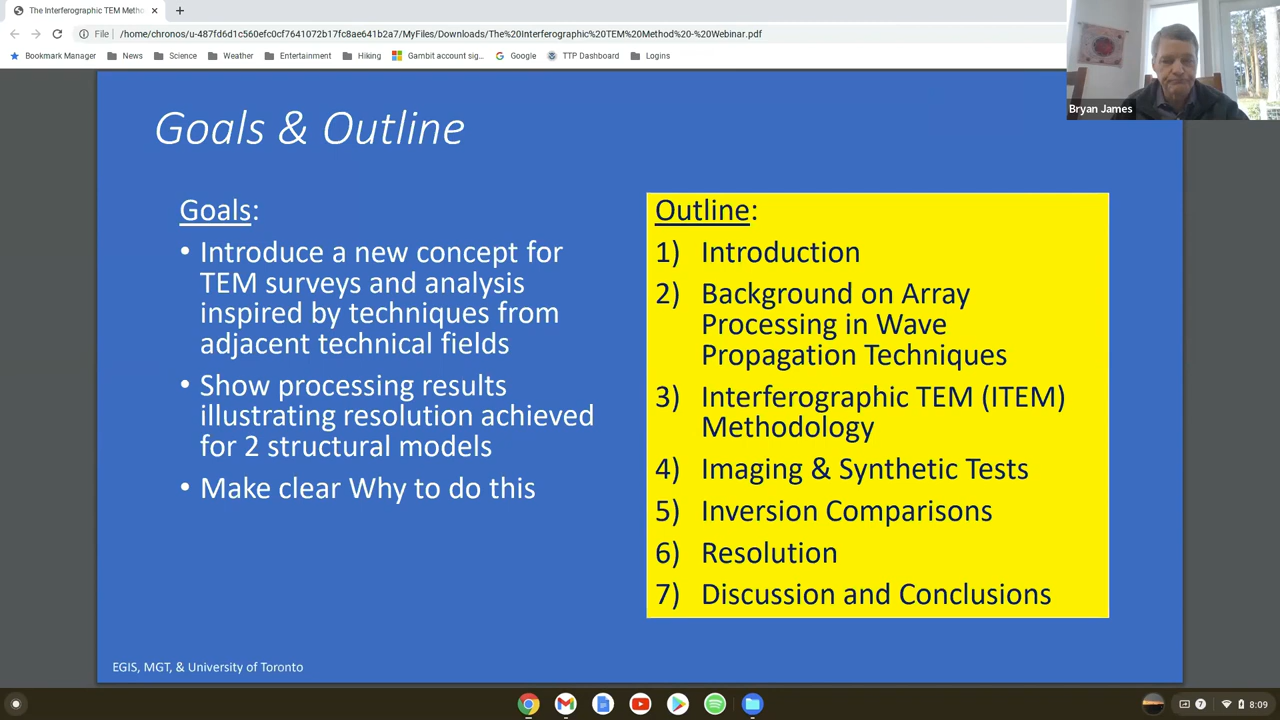 The Interferographic TEM Metho
File
/home/chronos/u-487fd6d1c560efc0cf7641072b17fc8ae641b2a7/MyFiles/Downloads/The%20Interferographic%20TEM%20Method%20-%20Webinar.pdf
Bookmark Manager
News
Science
Weather
Entertainment
Hiking
Gambit account sig...
Google
TTP Dashboard
Logins
Bryan James
Goals & Outline
Goals:
• Introduce a new concept for
TEM surveys and analysis
inspired by techniques from
adjacent technical fields
• Show processing results
illustrating resolution achieved
for 2 structural models
• Make clear Why to do this
Outline:
1) Introduction
2) Background on Array
Processing in Wave
Propagation Techniques
3) Interferographic TEM (ITEM)
Methodology
4) Imaging & Synthetic Tests
5) Inversion Comparisons
6) Resolution
7) Discussion and Conclusions
EGIS, MGT, & University of Toronto
7
8:09